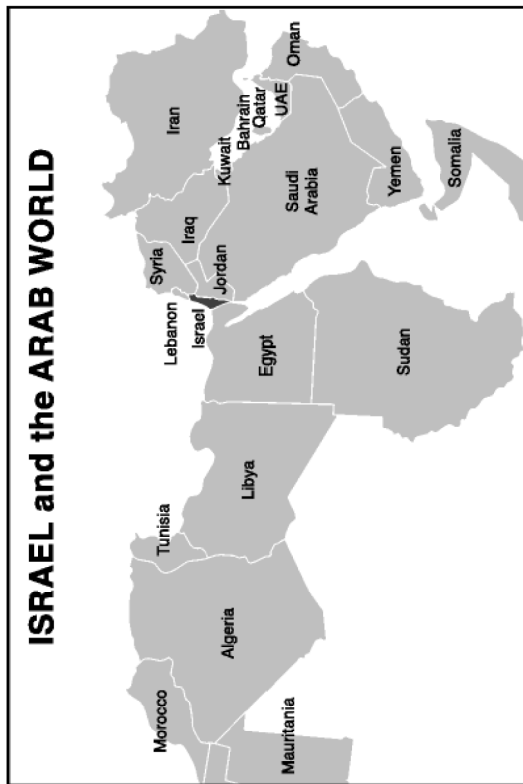 ISRAEL and the ARAB WORLD
Morocco
Algeria
Mauritania
Tunisia
Libya
Egypt
Sudan
Lebanon
Israel
Syria
Jordan
Iraq
Iran
Kuwait
Bahrain
Qatar
UAE
Oman
Saudi
Arabia
Yemen
Somalia